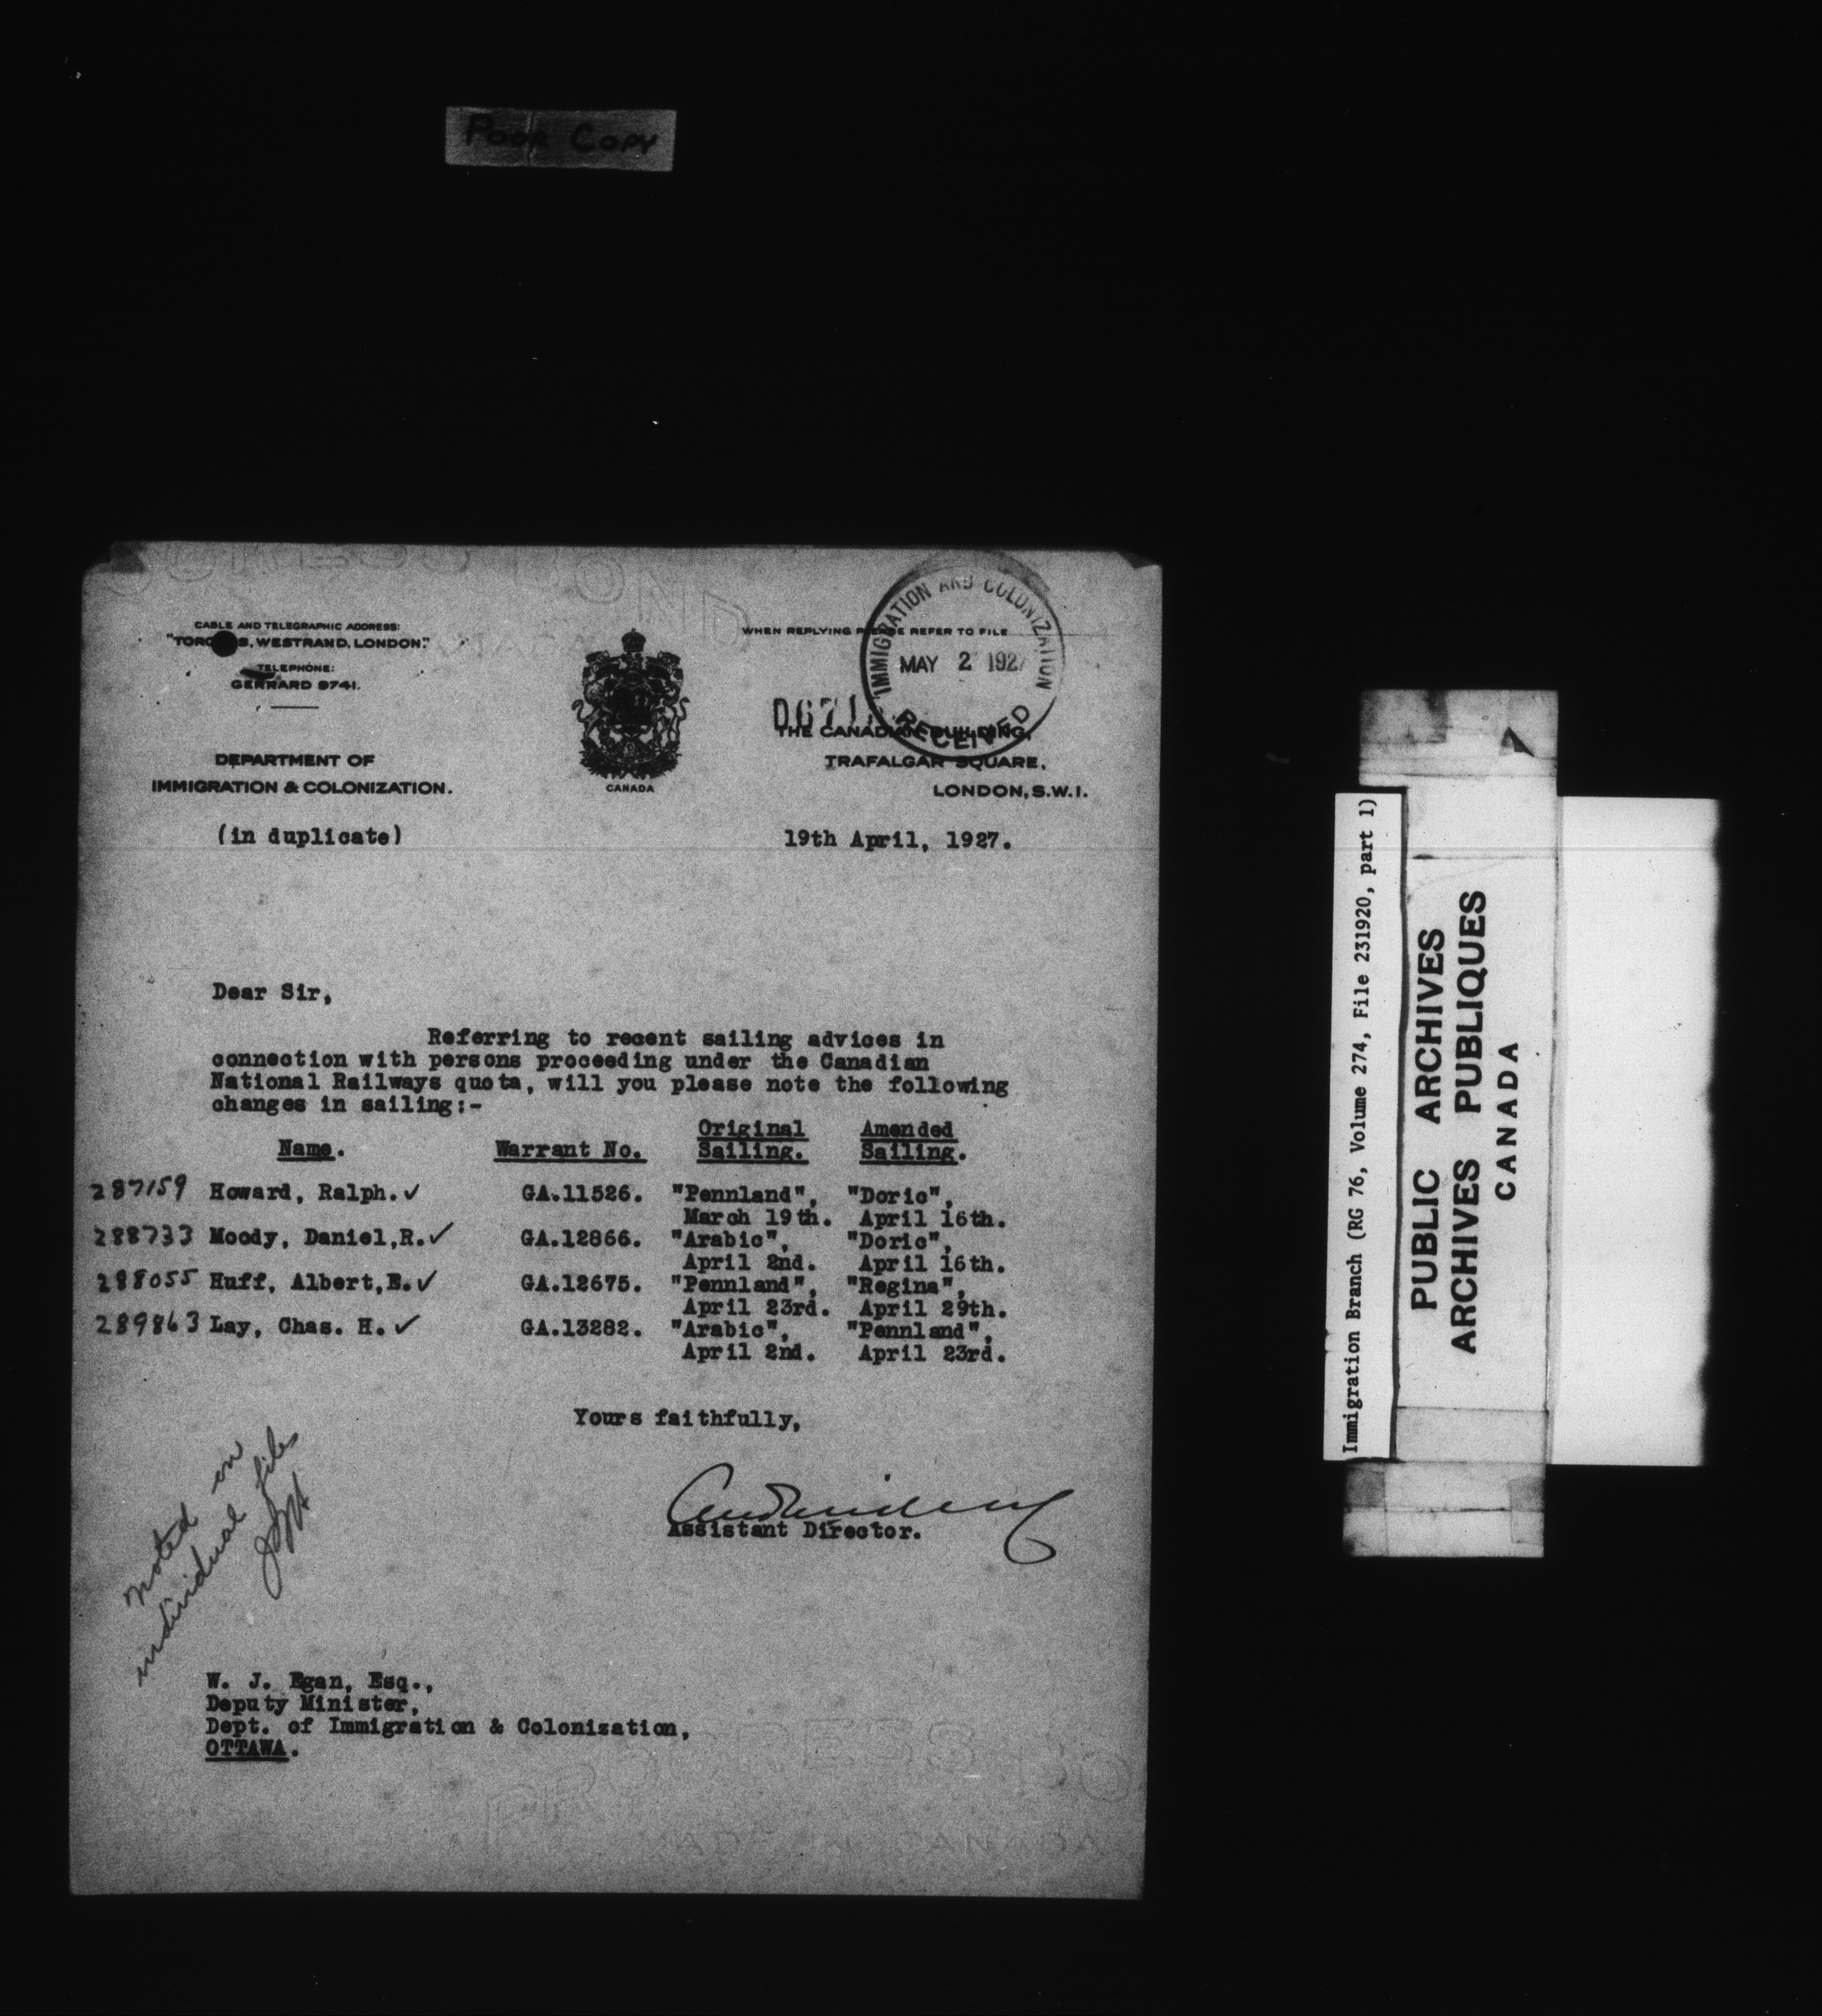 Poor Copy
CABLE AND TELEGRAPHIC ADDRESS:
S, WESTRAND, LONDON."
TELEPHONE:
GERRARD 9741.
DEPARTMENT OF
IMMIGRATION & COLONIZATION.
CANADA
WHEN REPLYING PLEASE REFER TO FILE
IMMIGRATION AND COLONIZATION
MAY 2 192
RECEIVED
THE CANADIAN BUILDING,
TRAFALGAR SQUARE,
LONDON, S.W.1.
(in duplicate)
19th April, 1927.
Dear Sir,
Referring to recent sailing advices in
connection with persons proceeding under the Canadian
National Railways quota, will you please note the following
changes in sailing:-
Name. Warrant No. Original Sailing. Amended Sailing.
287159 Howard, Ralph. ✓ GA.11526. "Pennland", "Doric",
March 19th. April 16th.
288733 Moody, Daniel,R. ✓ GA.12866. "Arabic", "Doric",
April 2nd. April 16th.
288055 Huff, Albert,E. ✓ GA.12675. "Pennland", "Regina",
April 23rd. April 29th.
289863 Lay, Chas. H. ✓ GA.13282. "Arabic", "Pennland",
April 2nd. April 23rd.
Yours faithfully,
Assistant Director.
noted on
individual files
W. J. Egan, Esq.,
Deputy Minister,
Dept. of Immigration & Colonization,
OTTAWA.
PROGRESS BO
MADE IN CANADA
Immigration Branch (RG 76, Volume 274, File 231920, part 1)
PUBLIC ARCHIVES
ARCHIVES PUBLIQUES
CANADA